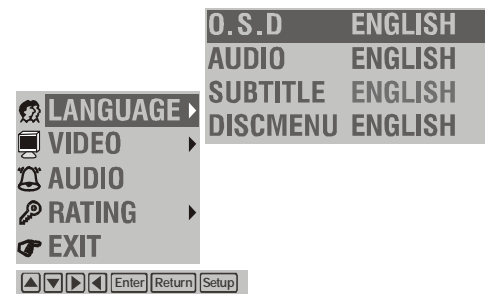 O.S.D ENGLISH
AUDIO ENGLISH
SUBTITLE ENGLISH
DISCMENU ENGLISH
LANGUAGE
VIDEO
AUDIO
RATING
EXIT
Enter Return Setup